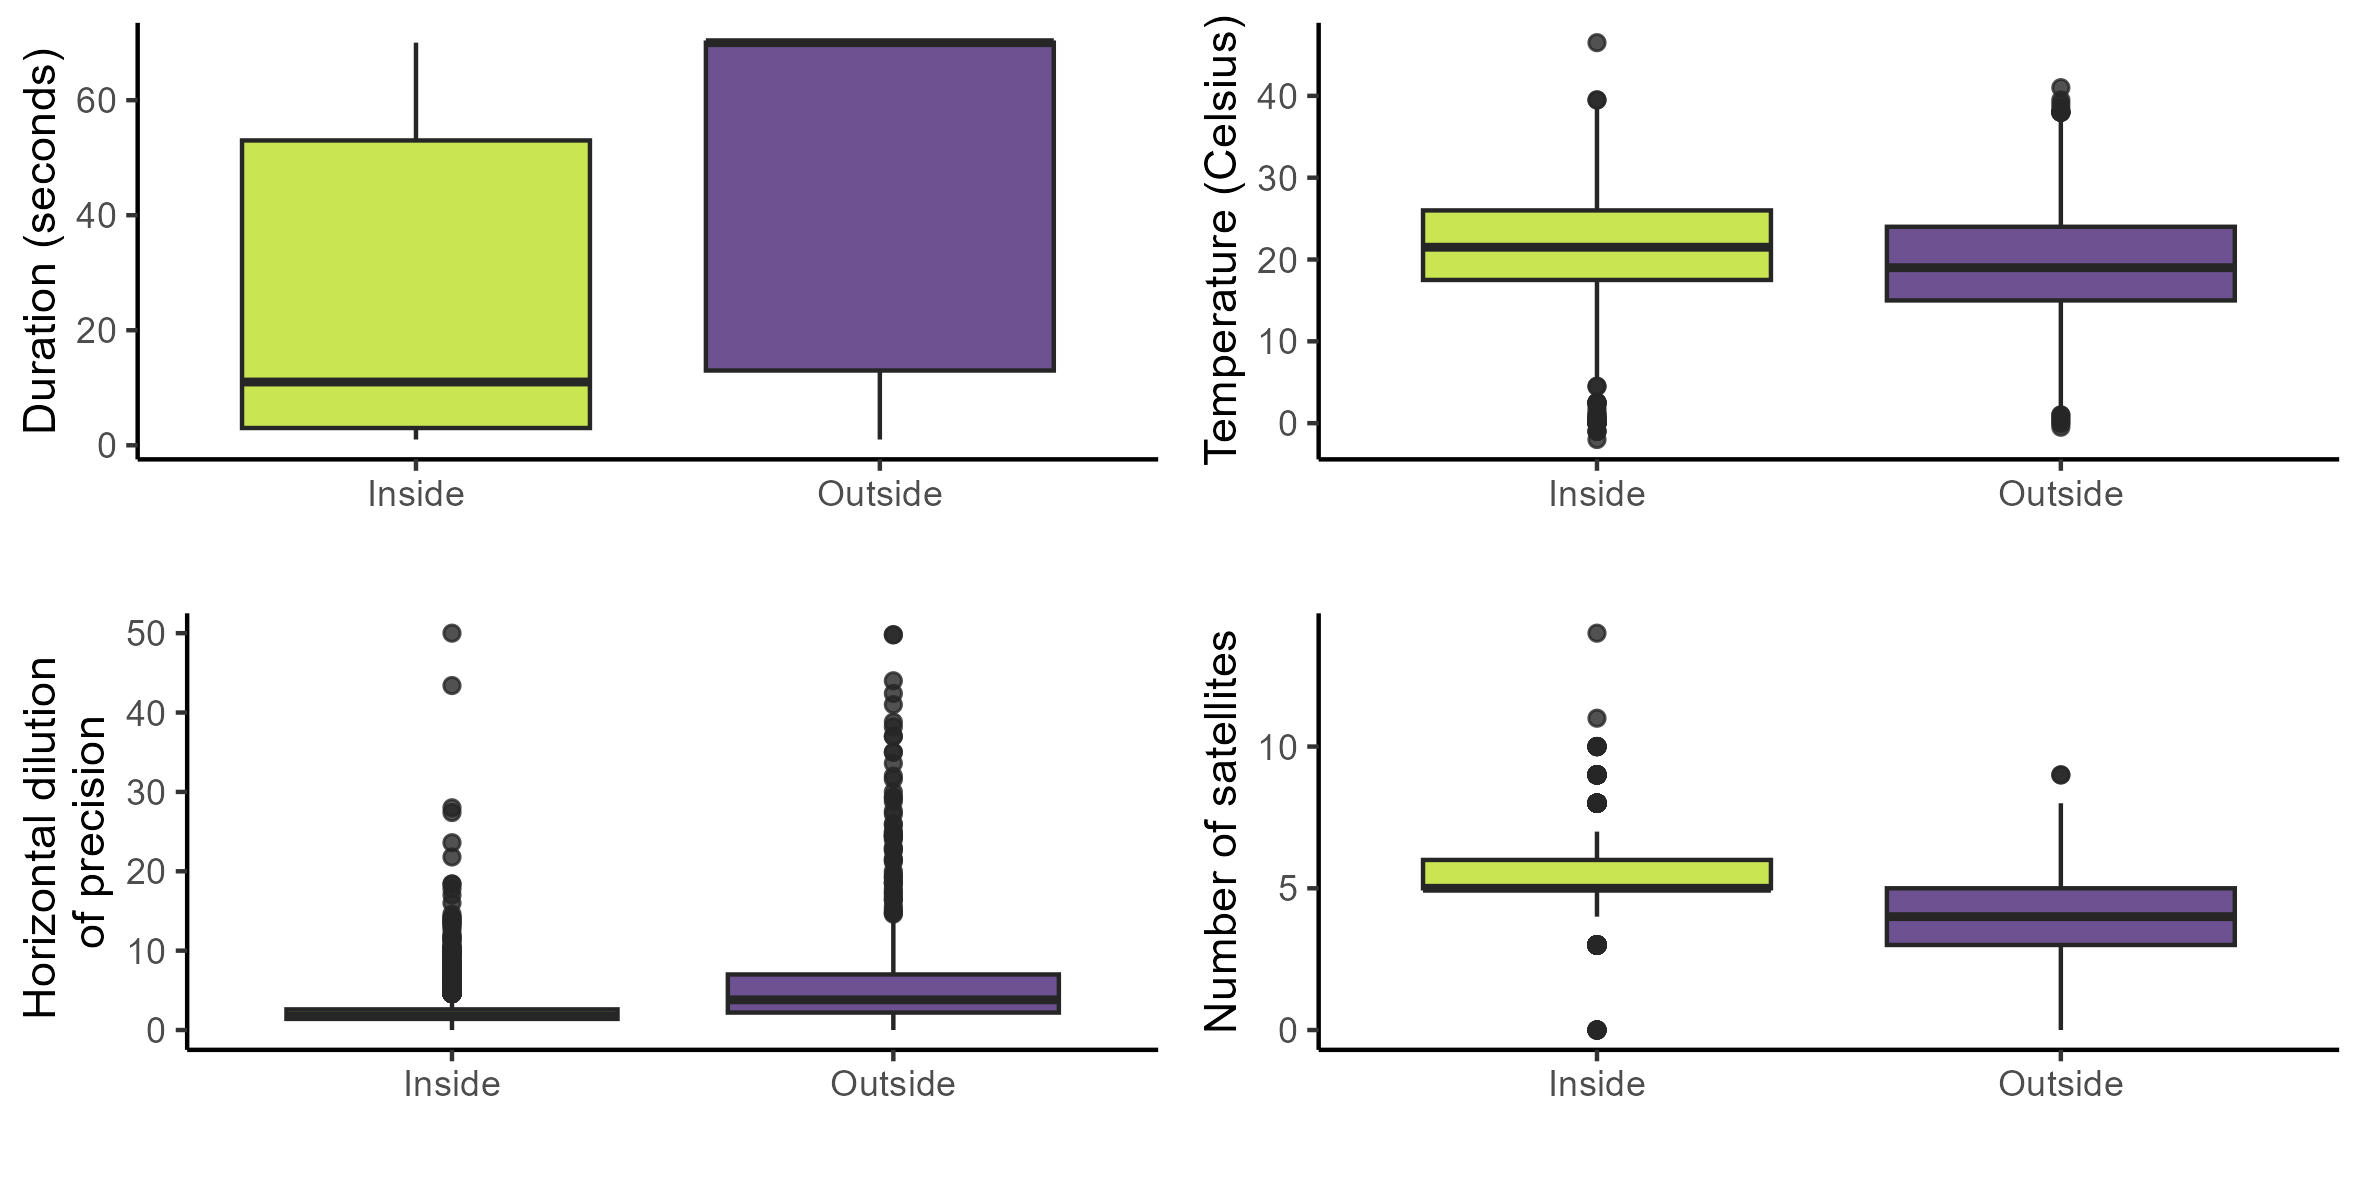 Duration (seconds)
60
40
20
0
Inside Outside
Temperature (Celsius)
40
30
20
10
0
Inside Outside
Horizontal dilution
of precision
50
40
30
20
10
0
Inside Outside
Number of satellites
10
5
0
Inside Outside